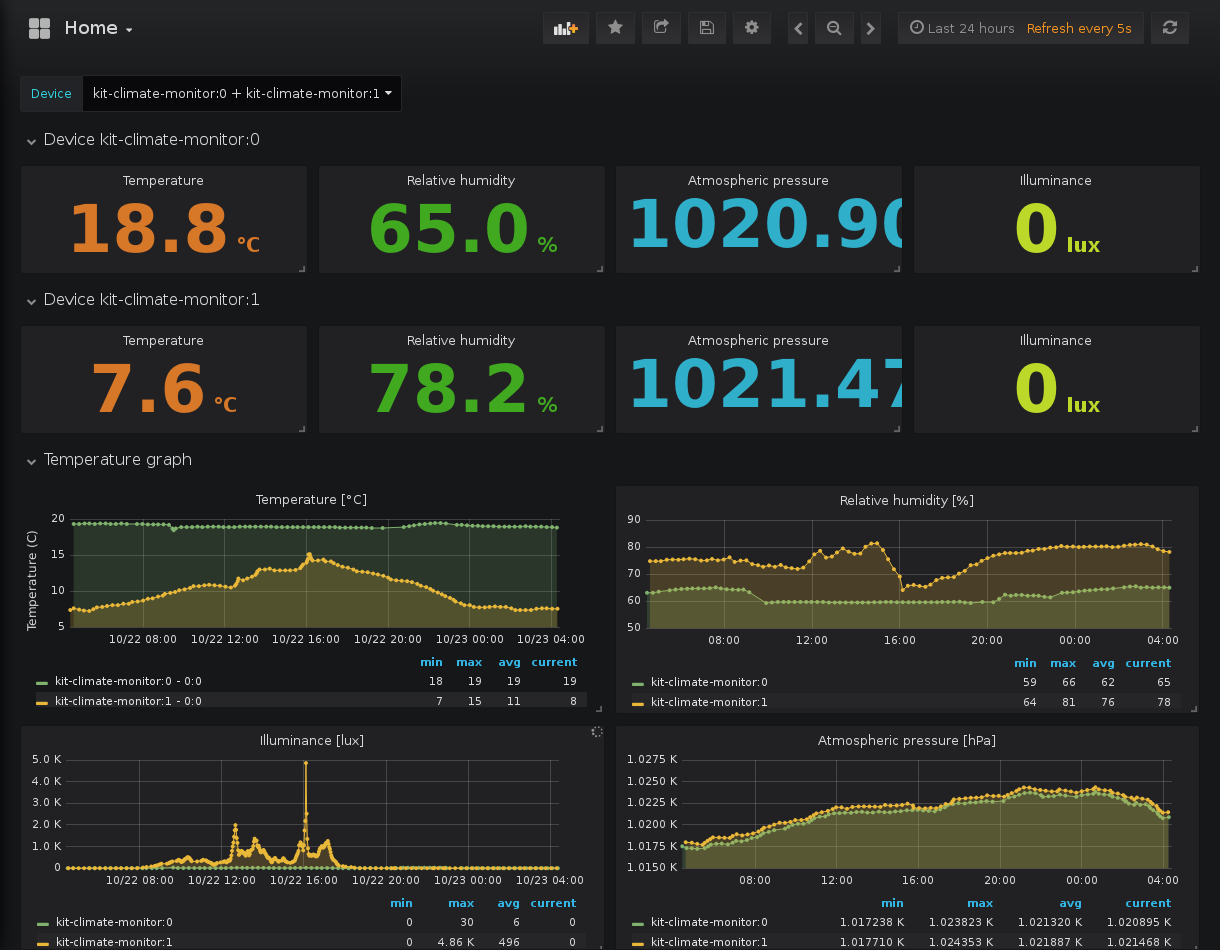 Home
Last 24 hours Refresh every 5s
Device kit-climate-monitor:0 + kit-climate-monitor:1
Device kit-climate-monitor:0
Temperature Relative humidity Atmospheric pressure Illuminance
18.8 °C 65.0 % 1020.90 0 lux
Device kit-climate-monitor:1
Temperature Relative humidity Atmospheric pressure Illuminance
7.6 °C 78.2 % 1021.47 0 lux
Temperature graph
Temperature [°C]
Temperature (C)
20
15
10
5
10/22 08:00 10/22 12:00 10/22 16:00 10/22 20:00 10/23 00:00 10/23 04:00
min max avg current
kit-climate-monitor:0 - 0:0 18 19 19 19
kit-climate-monitor:1 - 0:0 7 15 11 8
Relative humidity [%]
90
80
70
60
50
08:00 12:00 16:00 20:00 00:00 04:00
min max avg current
kit-climate-monitor:0 59 66 62 65
kit-climate-monitor:1 64 81 76 78
Illuminance [lux]
5.0 K
4.0 K
3.0 K
2.0 K
1.0 K
0
10/22 08:00 10/22 12:00 10/22 16:00 10/22 20:00 10/23 00:00 10/23 04:00
min max avg current
kit-climate-monitor:0 0 30 6 0
kit-climate-monitor:1 0 4.86 K 496 0
Atmospheric pressure [hPa]
1.0275 K
1.0250 K
1.0225 K
1.0200 K
1.0175 K
1.0150 K
08:00 12:00 16:00 20:00 00:00 04:00
min max avg current
kit-climate-monitor:0 1.017238 K 1.023823 K 1.021320 K 1.020895 K
kit-climate-monitor:1 1.017710 K 1.024353 K 1.021887 K 1.021468 K